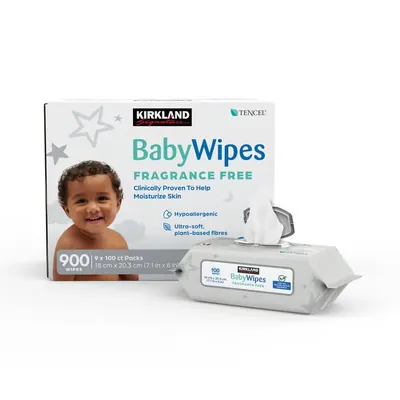 KIRKLAND
Signature
TENCEL
BabyWipes
FRAGRANCE FREE
Clinically Proven To Help
Moisturize Skin
Hypoallergenic
Ultra-soft,
plant-based fibres
900
WIPES
9 x 100 ct Packs
18 cm x 20.3 cm (7.1 in x 8 in
KIRKLAND
100
WIPES
BabyWipes
FRAGRANCE FREE